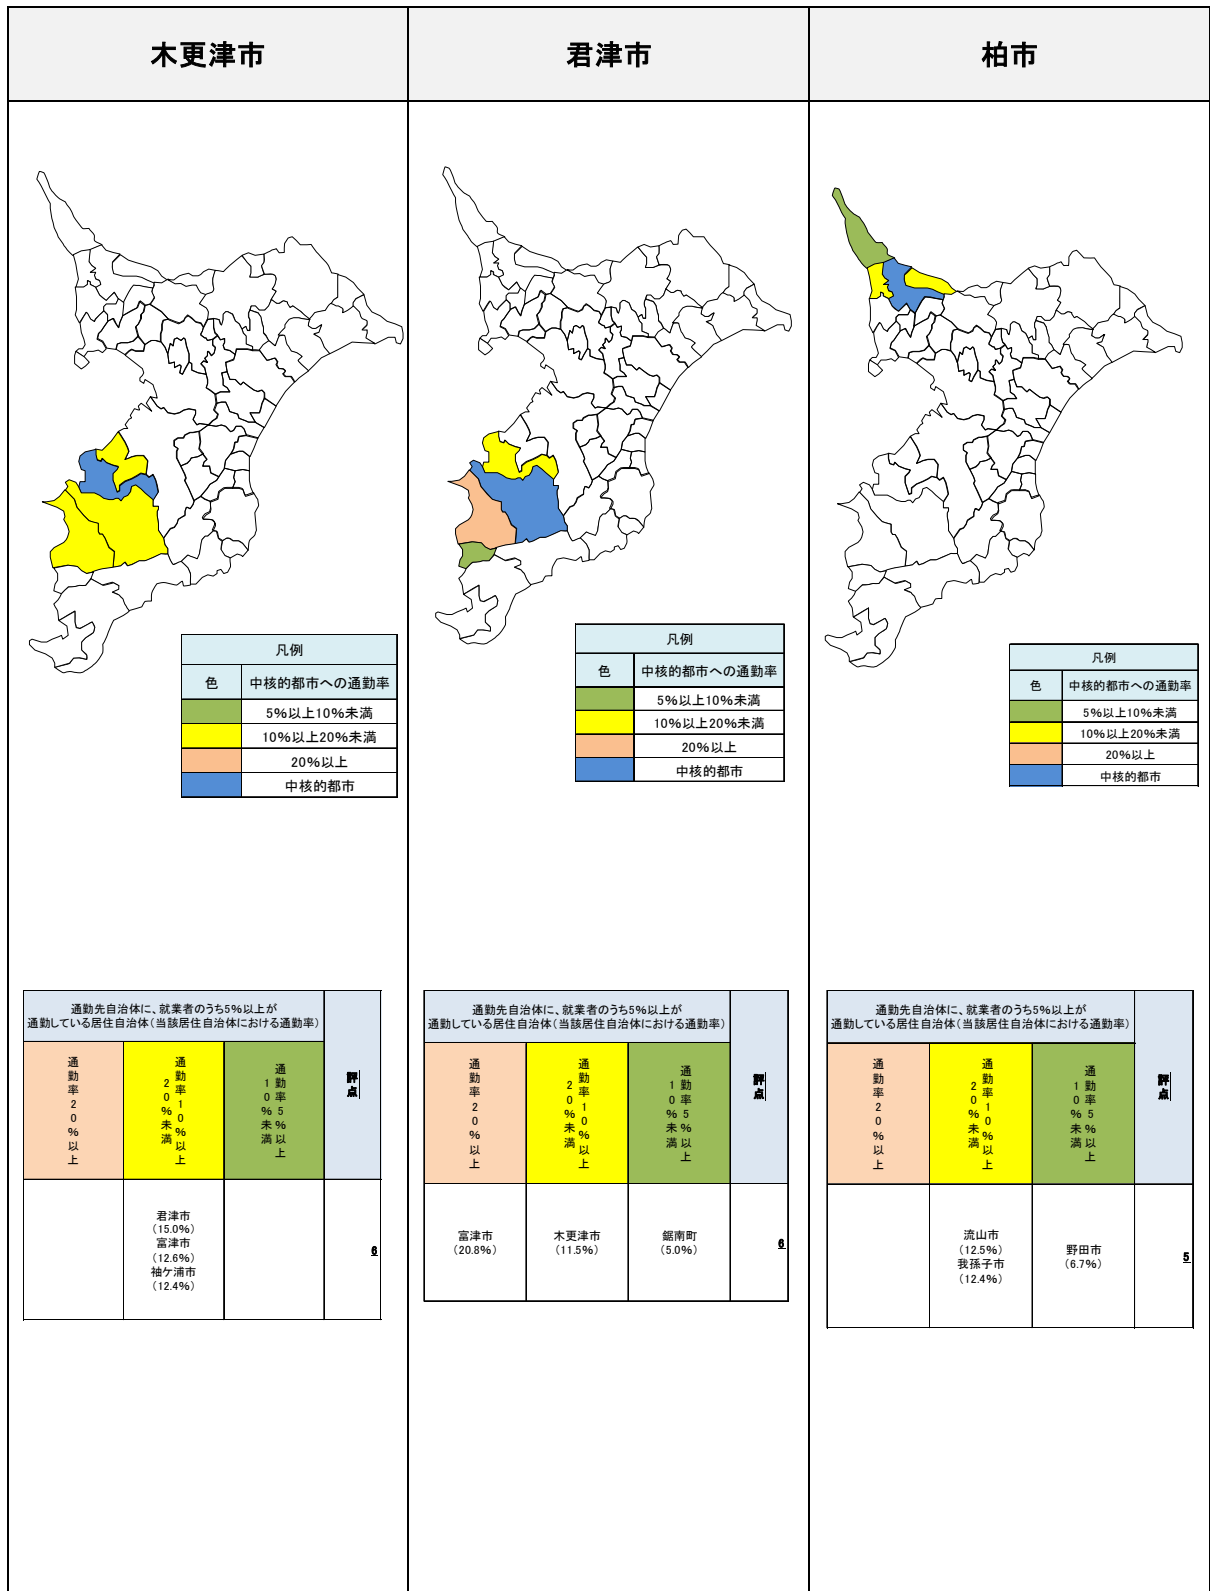 木更津市
君津市
柏市
凡例
色
中核的都市への通勤率
5%以上10%未満
10%以上20%未満
20%以上
中核的都市
凡例
色
中核的都市への通勤率
5%以上10%未満
10%以上20%未満
20%以上
中核的都市
凡例
色
中核的都市への通勤率
5%以上10%未満
10%以上20%未満
20%以上
中核的都市
通勤先自治体に、就業者のうち5%以上が
通勤している居住自治体(当該居住自治体における通勤率)
評点
通勤率20%以上
通勤率10%以上
20%未満
通勤率5%以上
10%未満
君津市
(15.0%)
富津市
(12.6%)
袖ケ浦市
(12.4%)
6
通勤先自治体に、就業者のうち5%以上が
通勤している居住自治体(当該居住自治体における通勤率)
評点
通勤率20%以上
通勤率10%以上
20%未満
通勤率5%以上
10%未満
富津市
(20.8%)
木更津市
(11.5%)
鋸南町
(5.0%)
6
通勤先自治体に、就業者のうち5%以上が
通勤している居住自治体(当該居住自治体における通勤率)
評点
通勤率20%以上
通勤率10%以上
20%未満
通勤率5%以上
10%未満
流山市
(12.5%)
我孫子市
(12.4%)
野田市
(6.7%)
5